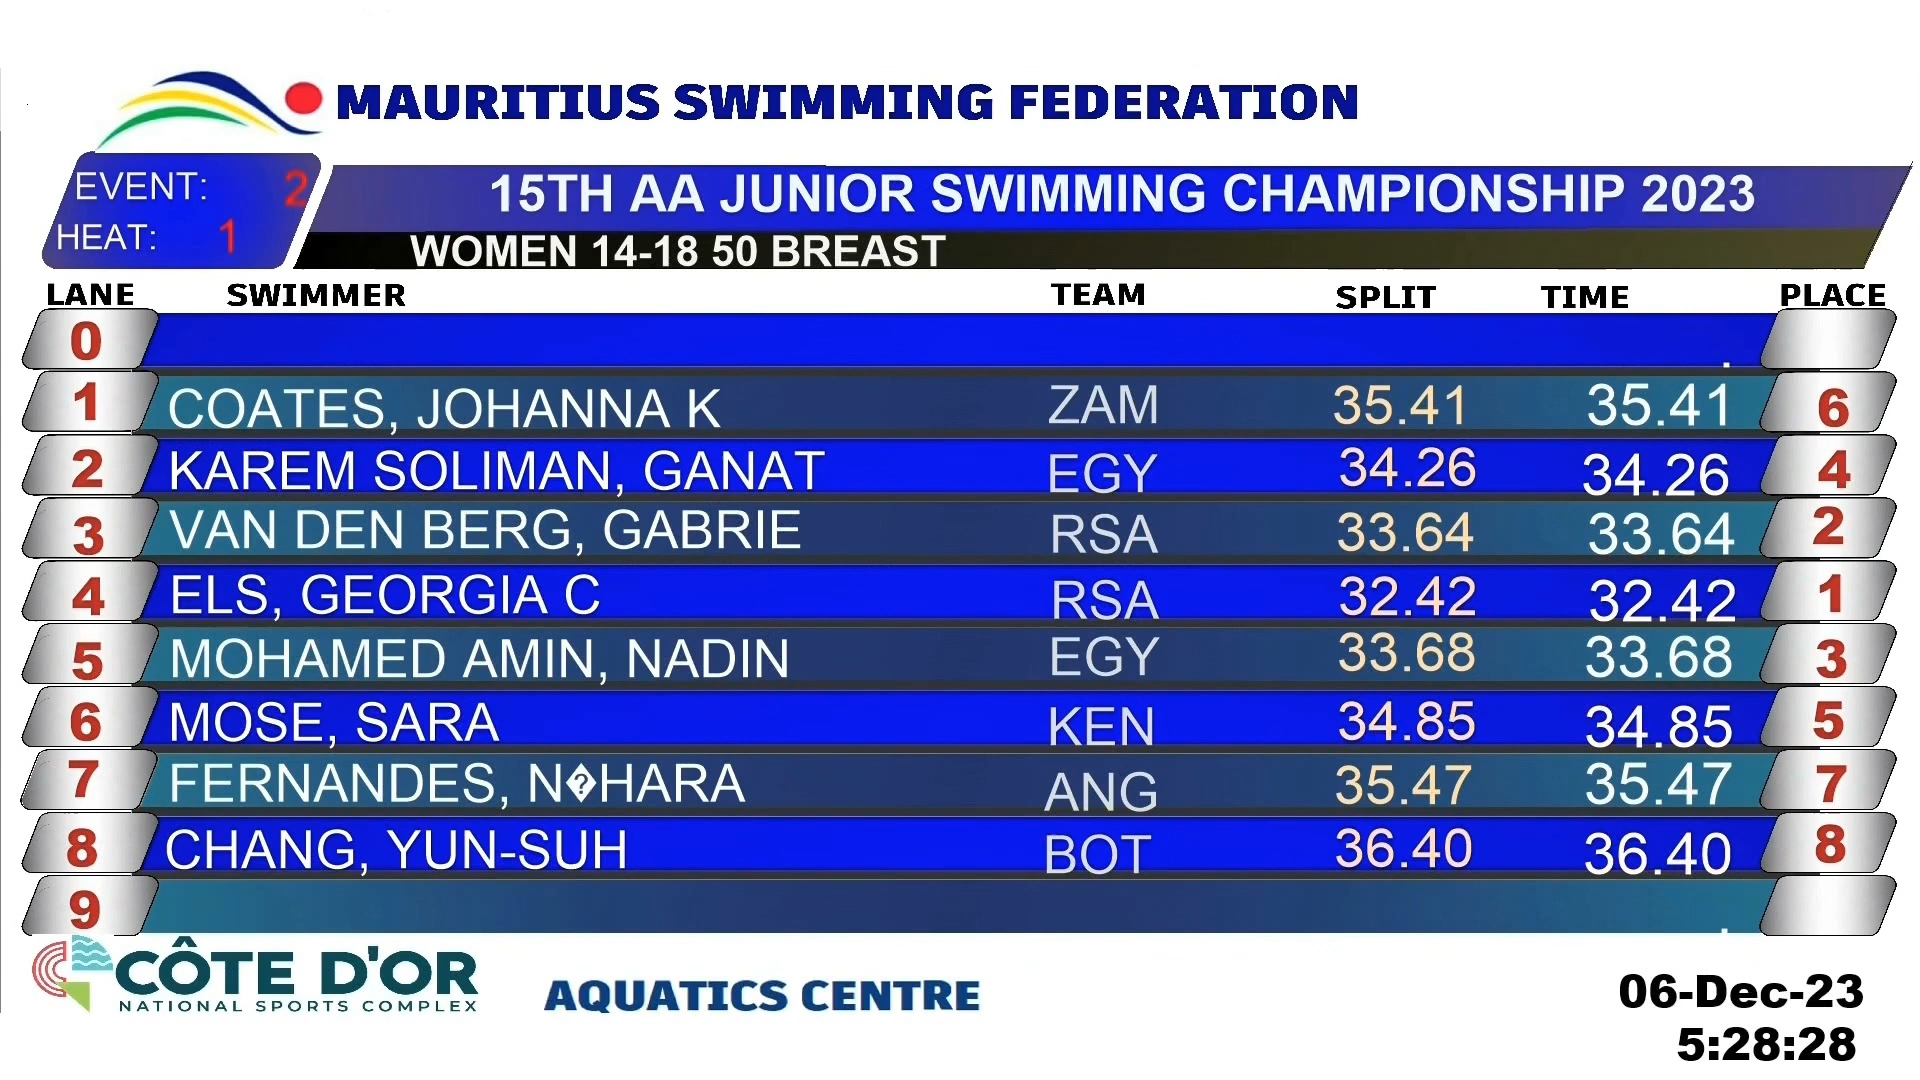 MAURITIUS SWIMMING FEDERATION
EVENT: 2
HEAT: 1
15TH AA JUNIOR SWIMMING CHAMPIONSHIP 2023
WOMEN 14-18 50 BREAST
LANE SWIMMER TEAM SPLIT TIME PLACE
0 .
1 COATES, JOHANNA K ZAM 35.41 35.41 6
2 KAREM SOLIMAN, GANAT EGY 34.26 34.26 4
3 VAN DEN BERG, GABRIE RSA 33.64 33.64 2
4 ELS, GEORGIA C RSA 32.42 32.42 1
5 MOHAMED AMIN, NADIN EGY 33.68 33.68 3
6 MOSE, SARA KEN 34.85 34.85 5
7 FERNANDES, N�HARA ANG 35.47 35.47 7
8 CHANG, YUN-SUH BOT 36.40 36.40 8
9 .
CÔTE D'OR
NATIONAL SPORTS COMPLEX
AQUATICS CENTRE
06-Dec-23
5:28:28